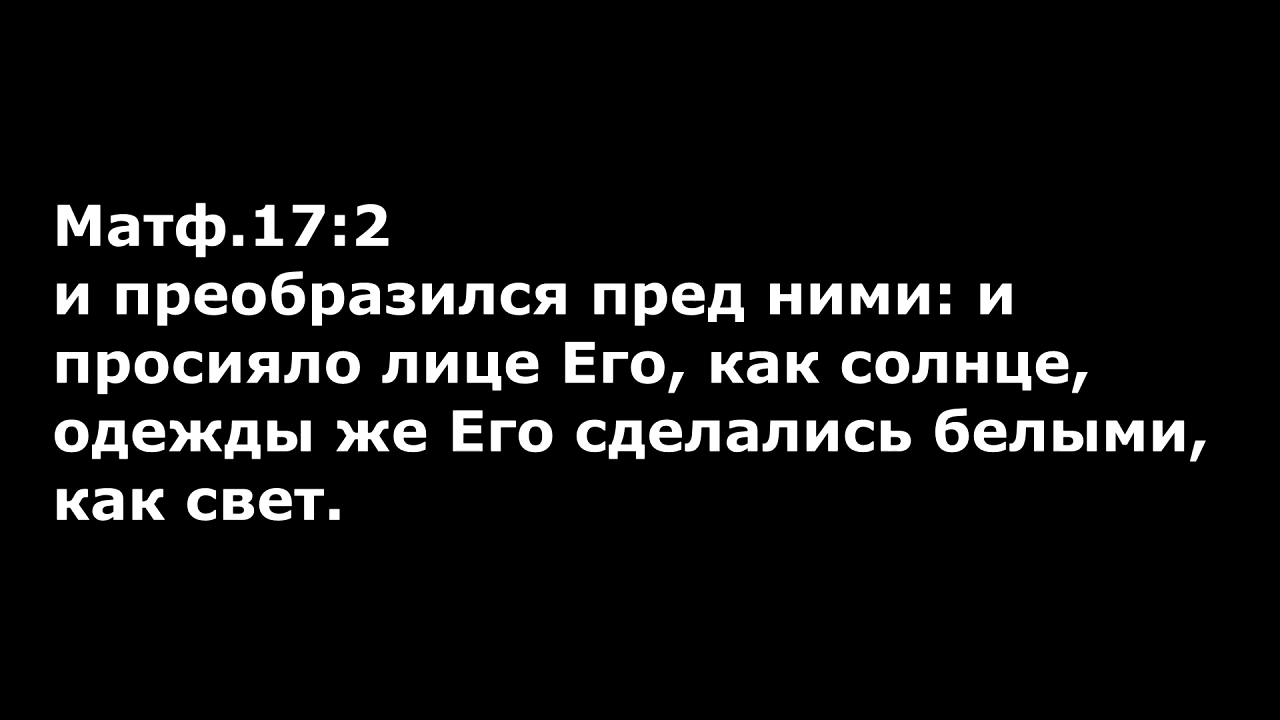 Матф.17:2
и преобразился пред ними: и
просияло лице Его, как солнце,
одежды же Его сделались белыми,
как свет.